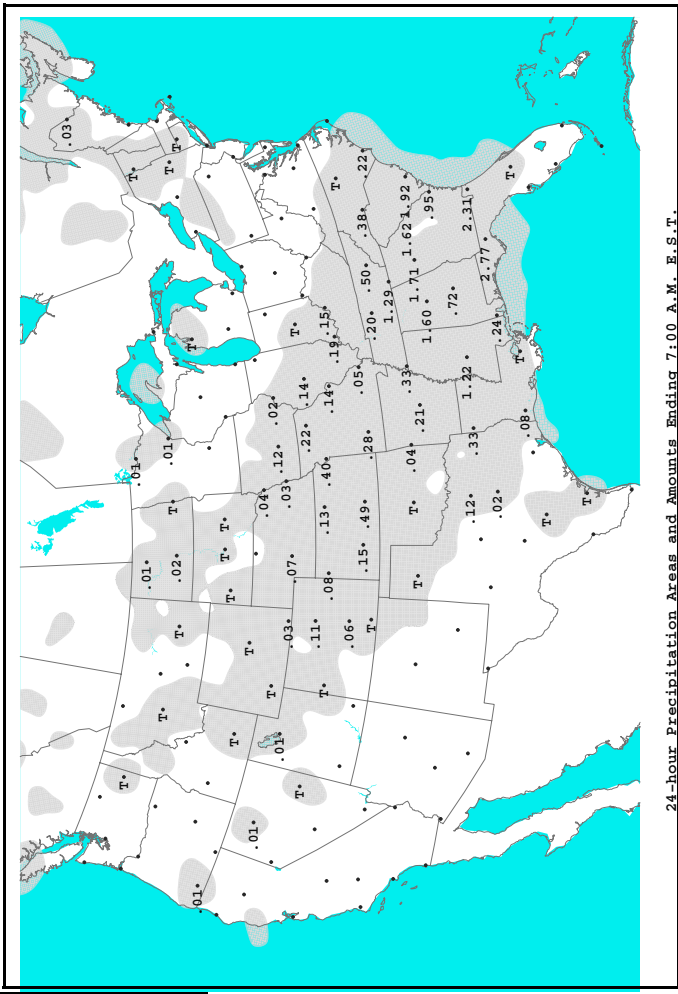 .03
T
.01
.01
T
.01
T
T
T
T
.02
T
T
.01
T
T
T
T
T
.01
.04
T
.02
.12
.01
.03
.03
.07
T
T
.14
.22
.11
T
.13
.15
.40
.14
.08
.19
T
.06
.05
.22
.38
.15
.49
.50
.28
T
.20
1.29
1.92
.33
1.62
.04
T
1.71
T
.21
1.60
.95
.72
1.22
2.31
.12
.33
2.77
.24
.02
T
T
.08
T
T
24-hour Precipitation Areas and Amounts Ending 7:00 A.M. E.S.T.